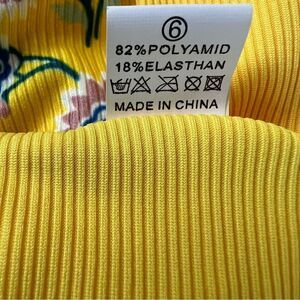 6
82%POLYAMID
18%ELASTHAN
MADE IN CHINA